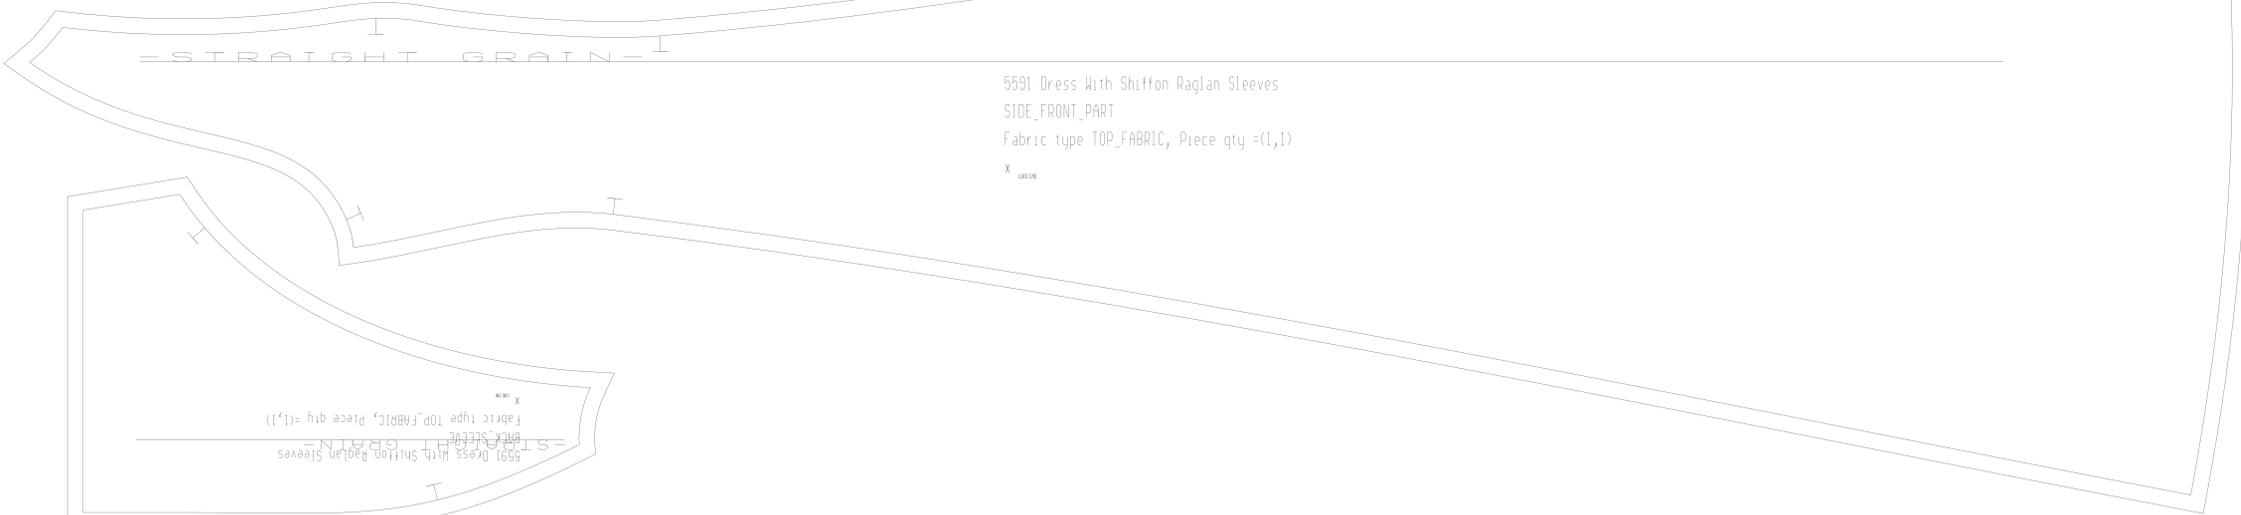 -STRAIGHT GRAIN-
5591 Dress With Shiffon Raglan Sleeves
SIDE_FRONT_PART
Fabric type TOP_FABRIC, Piece qty =(1,1)
X
5591 Dress With Shiffon Raglan Sleeves
-STRAIGHT GRAIN-
BACK_SLEEVE
Fabric type TOP_FABRIC, Piece qty =(1,1)
X